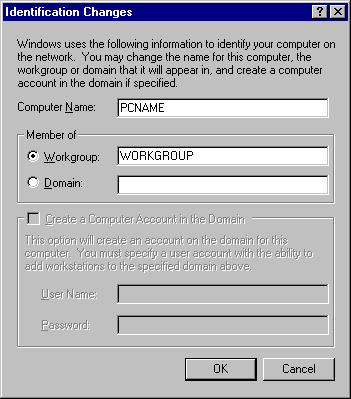 Identification Changes
Windows uses the following information to identify your computer on
the network.  You may change the name for this computer, the
workgroup or domain that it will appear in, and create a computer
account in the domain if specified.
Computer Name: PCNAME
Member of
Workgroup: WORKGROUP
Domain:
Create a Computer Account in the Domain
This option will create an account on the domain for this
computer.  You must specify a user account with the ability to
add workstations to the specified domain above.
User Name:
Password:
OK Cancel